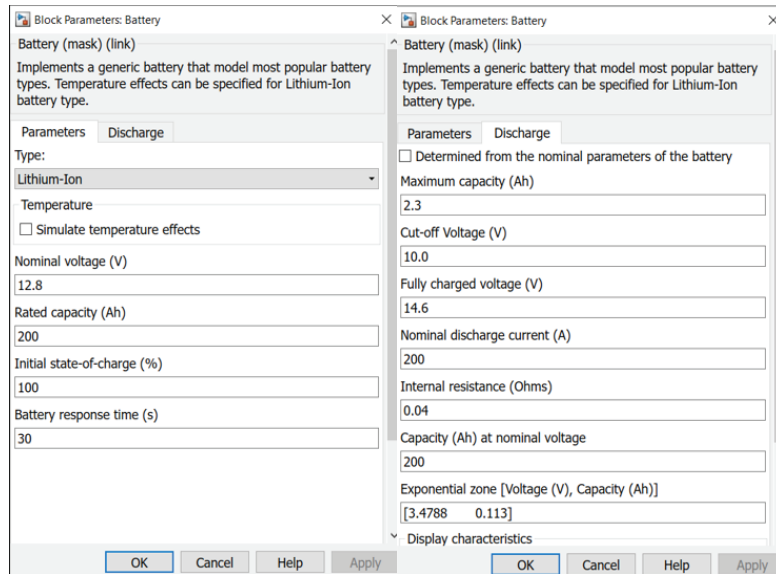 Block Parameters: Battery
Battery (mask) (link)
Implements a generic battery that model most popular battery
types. Temperature effects can be specified for Lithium-Ion
battery type.
Parameters Discharge
Type:
Lithium-Ion
Temperature
Simulate temperature effects
Nominal voltage (V)
12.8
Rated capacity (Ah)
200
Initial state-of-charge (%)
100
Battery response time (s)
30
OK Cancel Help Apply
Block Parameters: Battery
Battery (mask) (link)
Implements a generic battery that model most popular battery
types. Temperature effects can be specified for Lithium-Ion
battery type.
Parameters Discharge
Determined from the nominal parameters of the battery
Maximum capacity (Ah)
2.3
Cut-off Voltage (V)
10.0
Fully charged voltage (V)
14.6
Nominal discharge current (A)
200
Internal resistance (Ohms)
0.04
Capacity (Ah) at nominal voltage
200
Exponential zone [Voltage (V), Capacity (Ah)]
[3.4788 0.113]
Display characteristics
OK Cancel Help Apply